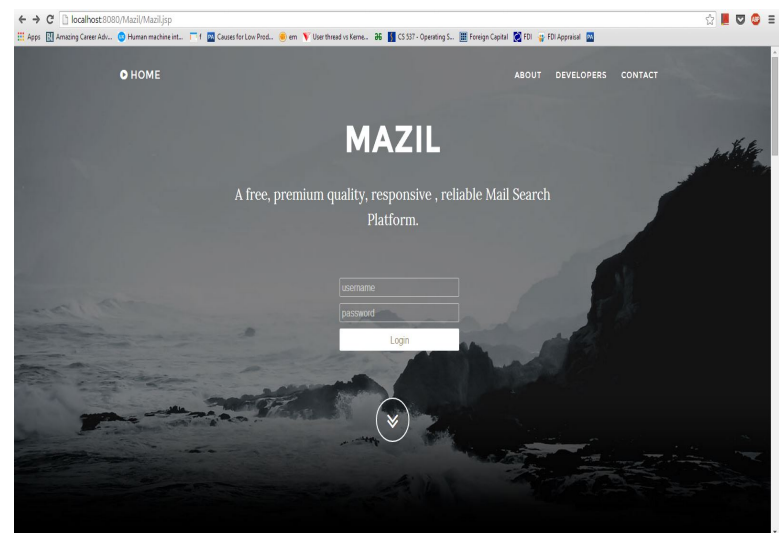 localhost:8080/Mazil/Mazil.jsp
Apps Amazing Career Adv... Human machine int... f Causes for Low Prod... em User thread vs Kerne... CS 537 - Operating S... Foreign Capital FDI FDI Appraisal
HOME ABOUT DEVELOPERS CONTACT
MAZIL
A free, premium quality, responsive , reliable Mail Search
Platform.
username
password
Login